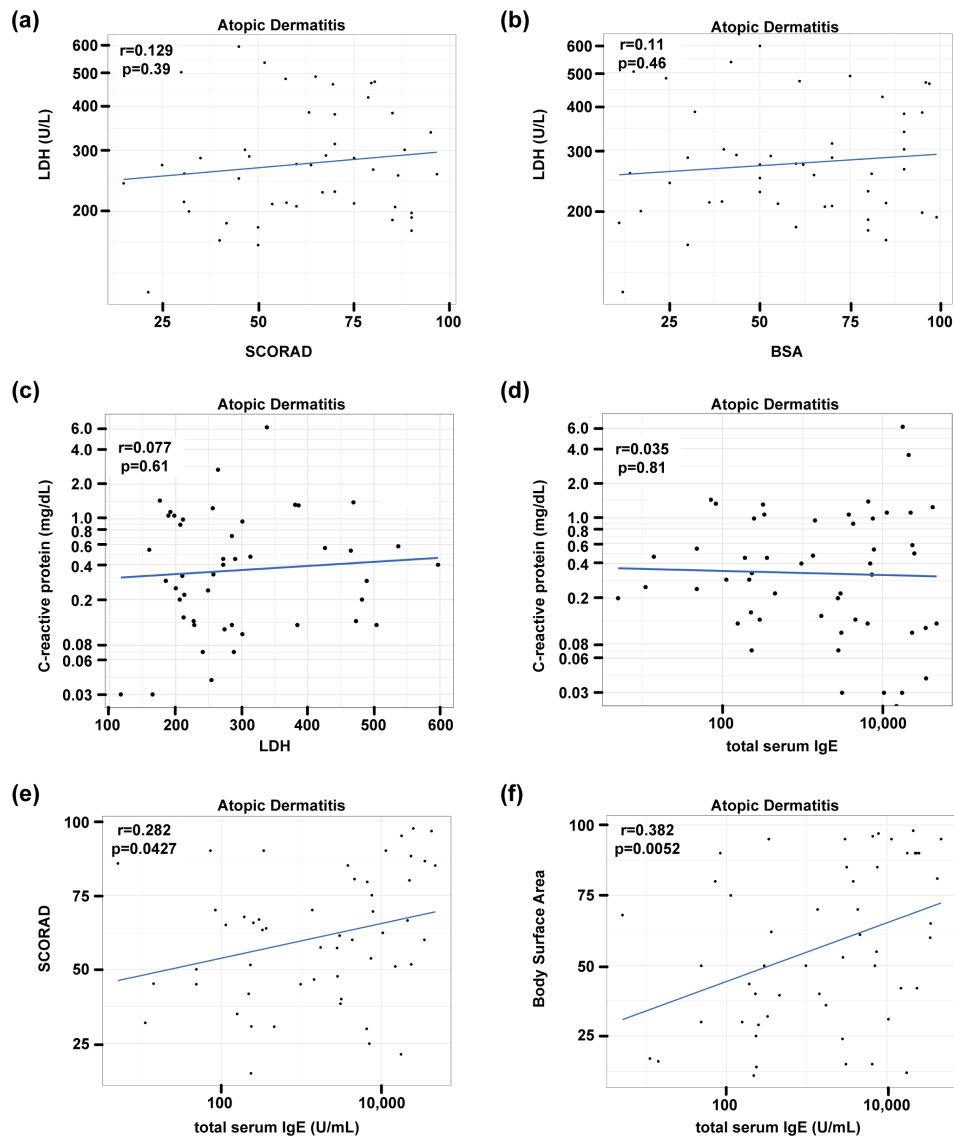 (a)
Atopic Dermatitis
r=0.129
p=0.39
600
500
400
300
200
LDH (U/L)
25
50
75
100
SCORAD
(b)
Atopic Dermatitis
r=0.11
p=0.46
600
500
400
300
200
LDH (U/L)
25
50
75
100
BSA
(c)
Atopic Dermatitis
r=0.077
p=0.61
6.0
4.0
2.0
1.0
0.8
0.6
0.4
0.2
0.08
0.06
0.03
C-reactive protein (mg/dL)
100
200
300
400
500
600
LDH
(d)
Atopic Dermatitis
r=0.035
p=0.81
6.0
4.0
2.0
1.0
0.8
0.6
0.4
0.2
0.08
0.06
0.03
C-reactive protein (mg/dL)
100
10,000
total serum IgE
(e)
Atopic Dermatitis
r=0.282
p=0.0427
100
75
50
25
SCORAD
100
10,000
total serum IgE (U/mL)
(f)
Atopic Dermatitis
r=0.382
p=0.0052
100
75
50
25
Body Surface Area
100
10,000
total serum IgE (U/mL)